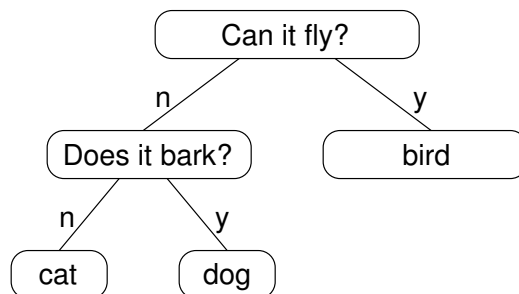 Can it fly?
n
y
Does it bark?
bird
n
y
cat
dog